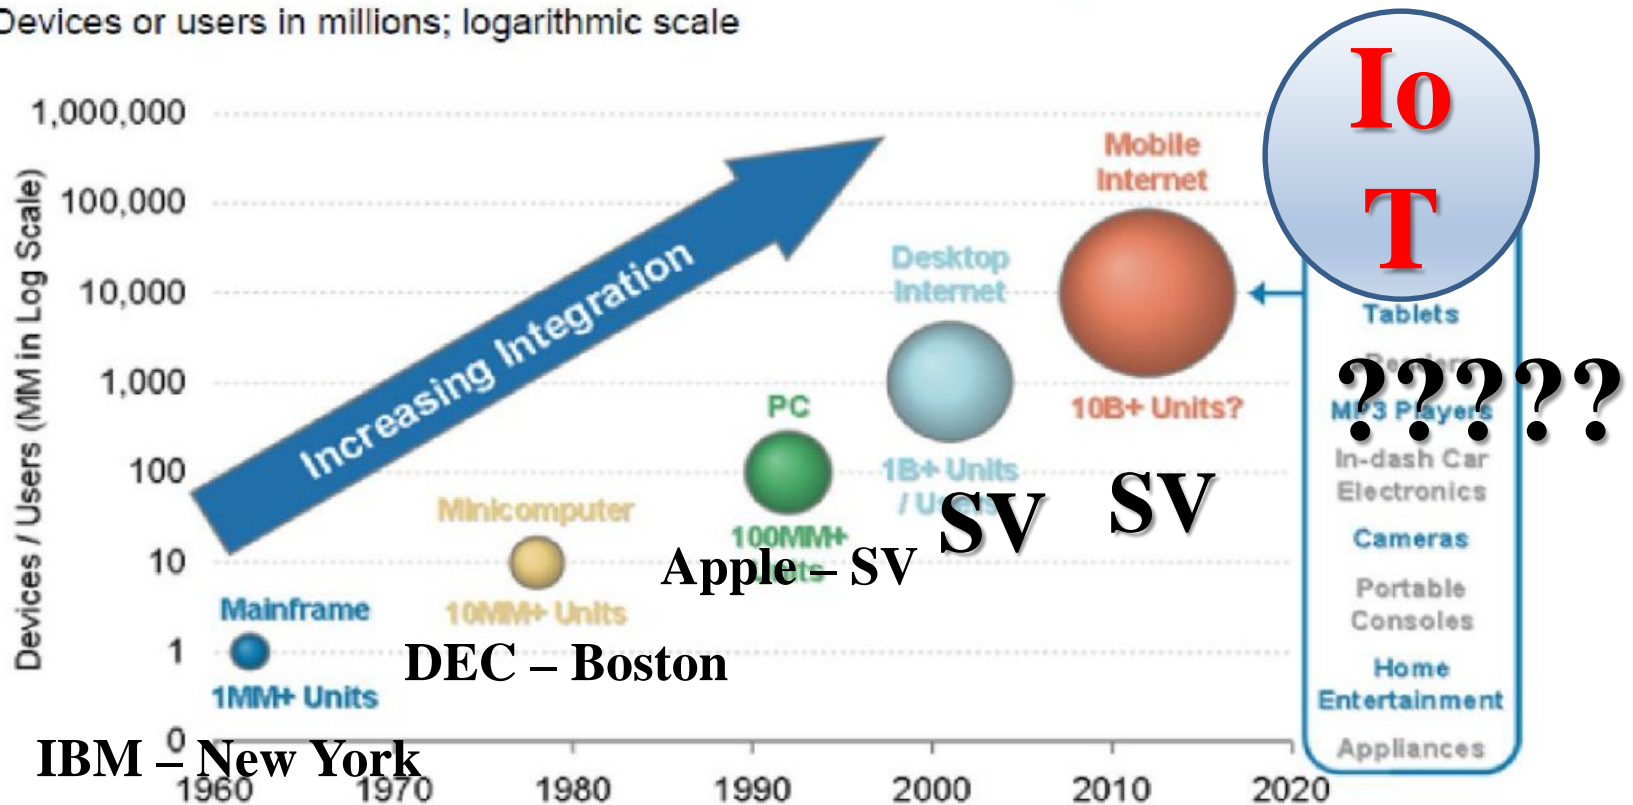 Devices or users in millions; logarithmic scale
Io
T
1,000,000
100,000
10,000
1,000
100
10
1
0
Devices / Users (MM in Log Scale)
Increasing Integration
Mobile
Internet
10B+ Units?
Desktop
Internet
1B+ Units
/ Users
SV
SV
PC
100MM+
Units
Apple – SV
Minicomputer
10MM+ Units
DEC – Boston
Mainframe
1MM+ Units
IBM – New York
1960
1970
1980
1990
2000
2010
2020
Tablets
?????
MP3 Players
In-dash Car
Electronics
Cameras
Portable
Consoles
Home
Entertainment
Appliances